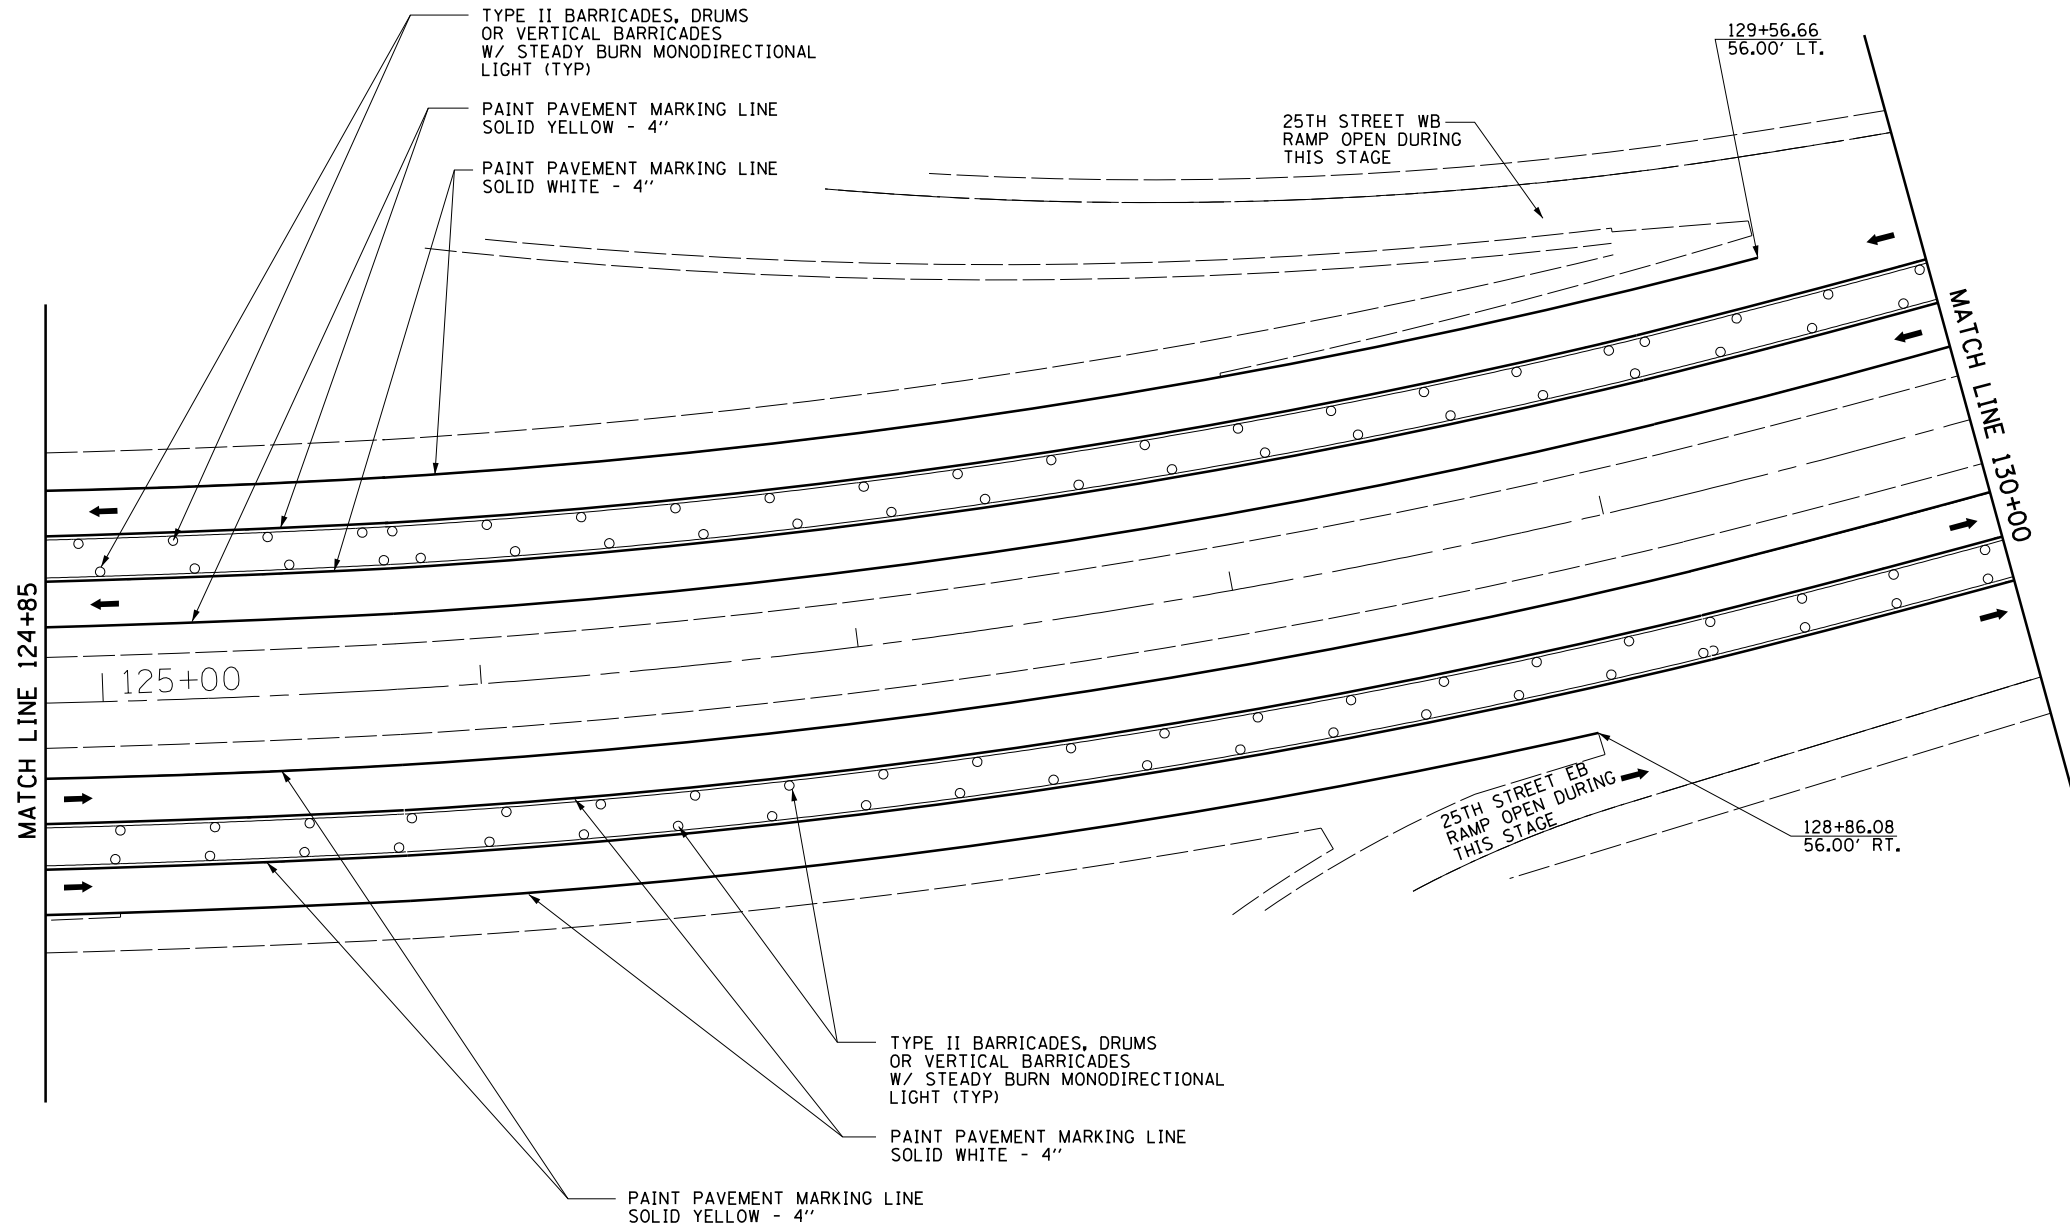 TYPE II BARRICADES, DRUMS
OR VERTICAL BARRICADES
W/ STEADY BURN MONODIRECTIONAL
LIGHT (TYP)
PAINT PAVEMENT MARKING LINE
SOLID YELLOW - 4''
PAINT PAVEMENT MARKING LINE
SOLID WHITE - 4''
25TH STREET WB
RAMP OPEN DURING
THIS STAGE
129+56.66
56.00' LT.
MATCH LINE 124+85
125+00
MATCH LINE 130+00
25TH STREET EB
RAMP OPEN DURING
THIS STAGE
128+86.08
56.00' RT.
TYPE II BARRICADES, DRUMS
OR VERTICAL BARRICADES
W/ STEADY BURN MONODIRECTIONAL
LIGHT (TYP)
PAINT PAVEMENT MARKING LINE
SOLID WHITE - 4''
PAINT PAVEMENT MARKING LINE
SOLID YELLOW - 4''